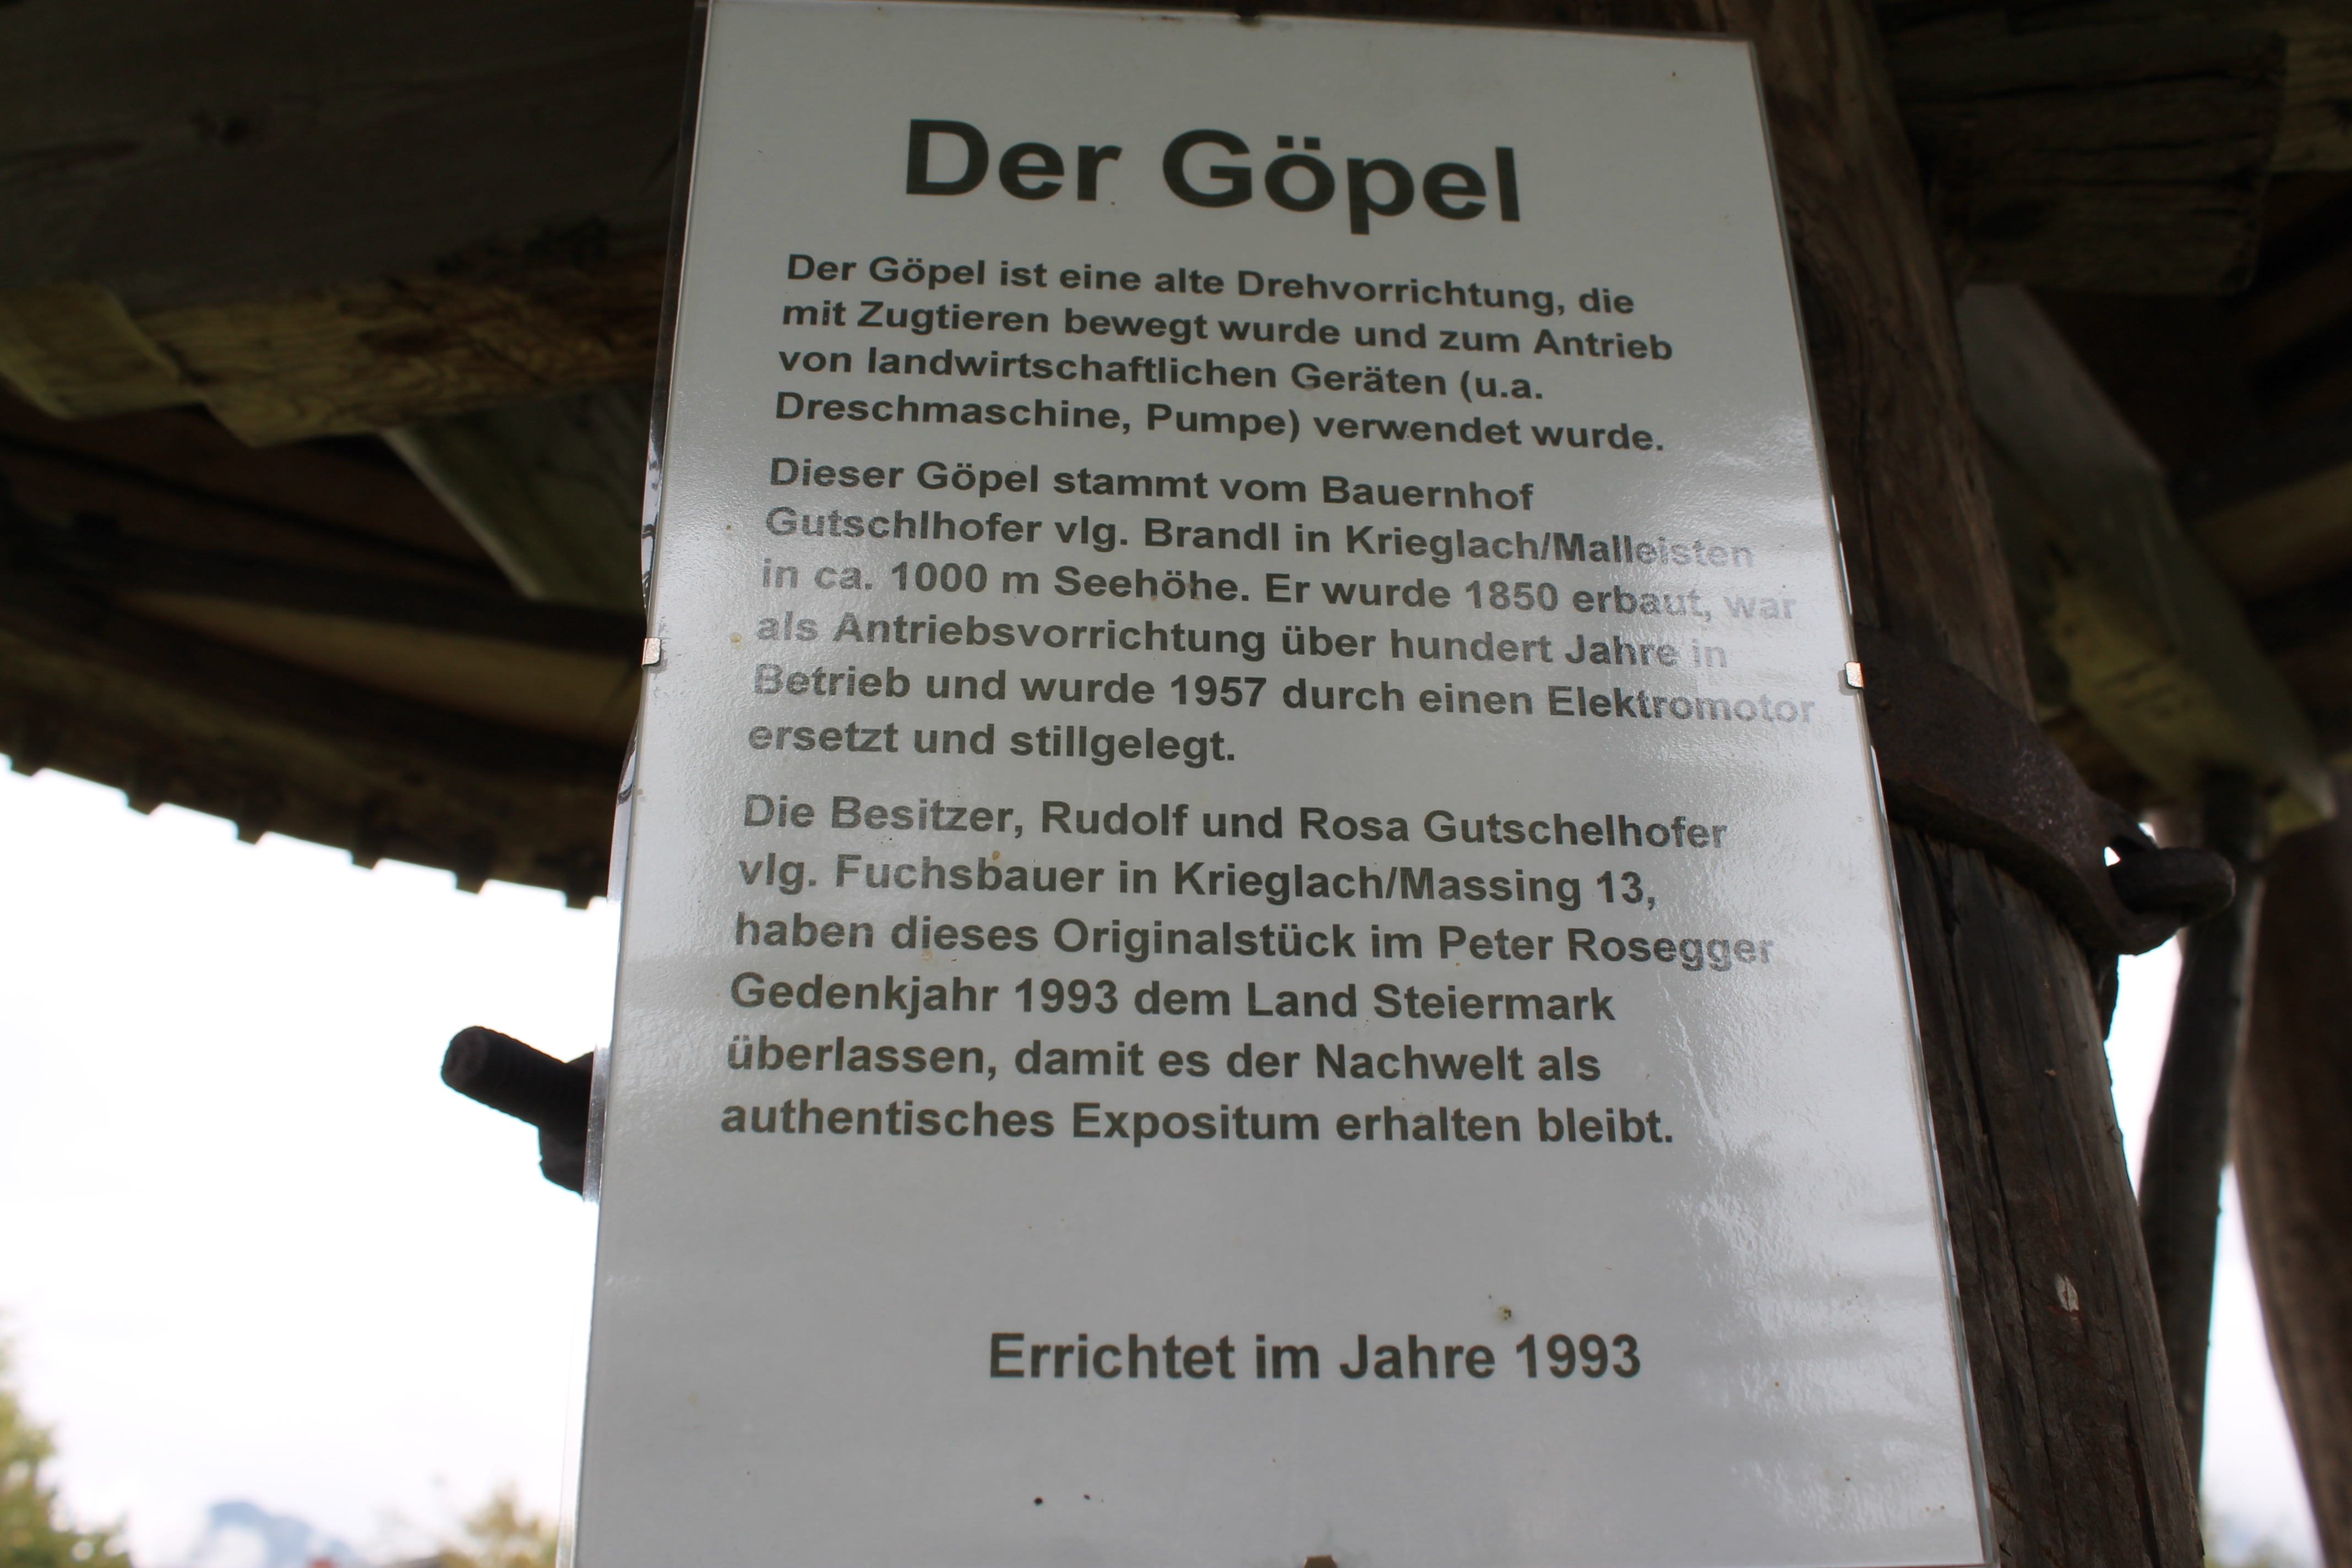 Der Göpel
Der Göpel ist eine alte Drehvorrichtung, die
mit Zugtieren bewegt wurde und zum Antrieb
von landwirtschaftlichen Geräten (u.a.
Dreschmaschine, Pumpe) verwendet wurde.
Dieser Göpel stammt vom Bauernhof
Gutschlhofer vlg. Brandl in Krieglach/Malleisten
in ca. 1000 m Seehöhe. Er wurde 1850 erbaut, war
als Antriebsvorrichtung über hundert Jahre in
Betrieb und wurde 1957 durch einen Elektromotor
ersetzt und stillgelegt.
Die Besitzer, Rudolf und Rosa Gutschelhofer
vlg. Fuchsbauer in Krieglach/Massing 13,
haben dieses Originalstück im Peter Rosegger
Gedenkjahr 1993 dem Land Steiermark
überlassen, damit es der Nachwelt als
authentisches Expositum erhalten bleibt.
Errichtet im Jahre 1993